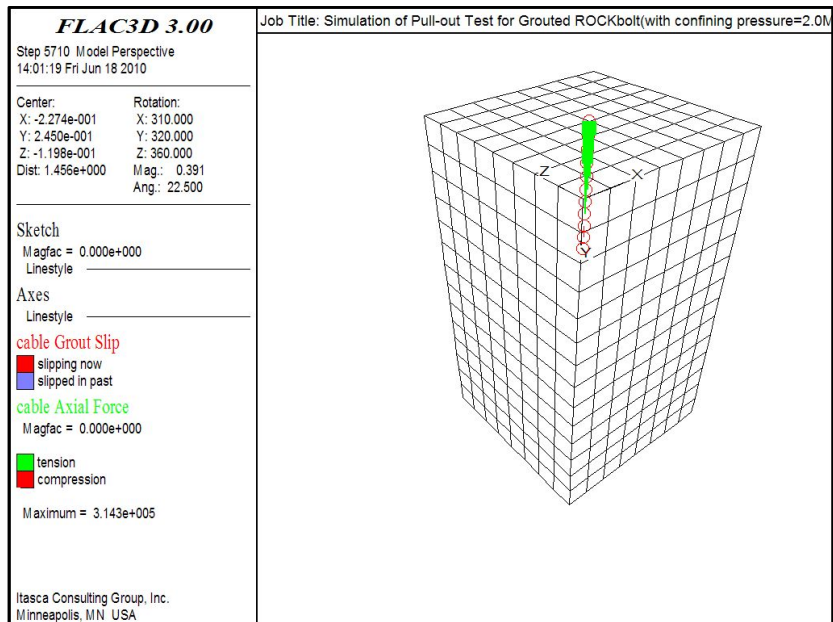 FLAC3D 3.00
Step 5710 Model Perspective
14:01:19 Fri Jun 18 2010
Center:
X: -2.274e-001
Y: 2.450e-001
Z: -1.198e-001
Dist: 1.456e+000
Rotation:
X: 310.000
Y: 320.000
Z: 360.000
Mag.: 0.391
Ang.: 22.500
Sketch
Magfac = 0.000e+000
Linestyle
Axes
Linestyle
cable Grout Slip
slipping now
slipped in past
cable Axial Force
Magfac = 0.000e+000
tension
compression
Maximum = 3.143e+005
Itasca Consulting Group, Inc.
Minneapolis, MN USA
Job Title: Simulation of Pull-out Test for Grouted ROCKbolt(with confining pressure=2.0M
Z
X
Y